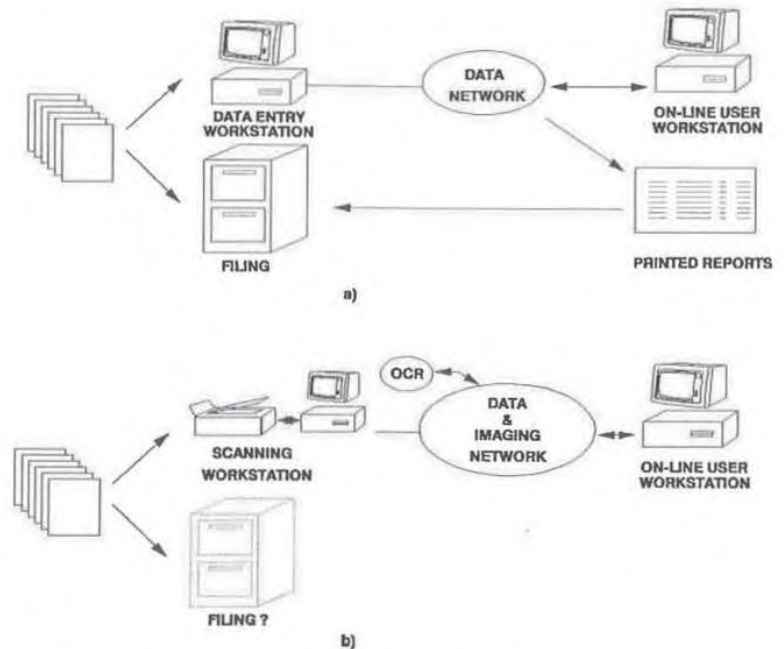 DATA ENTRY
WORKSTATION
DATA
NETWORK
ON-LINE USER
WORKSTATION
FILING
PRINTED REPORTS
a)
OCR
SCANNING
WORKSTATION
DATA
&
IMAGING
NETWORK
ON-LINE USER
WORKSTATION
FILING ?
b)